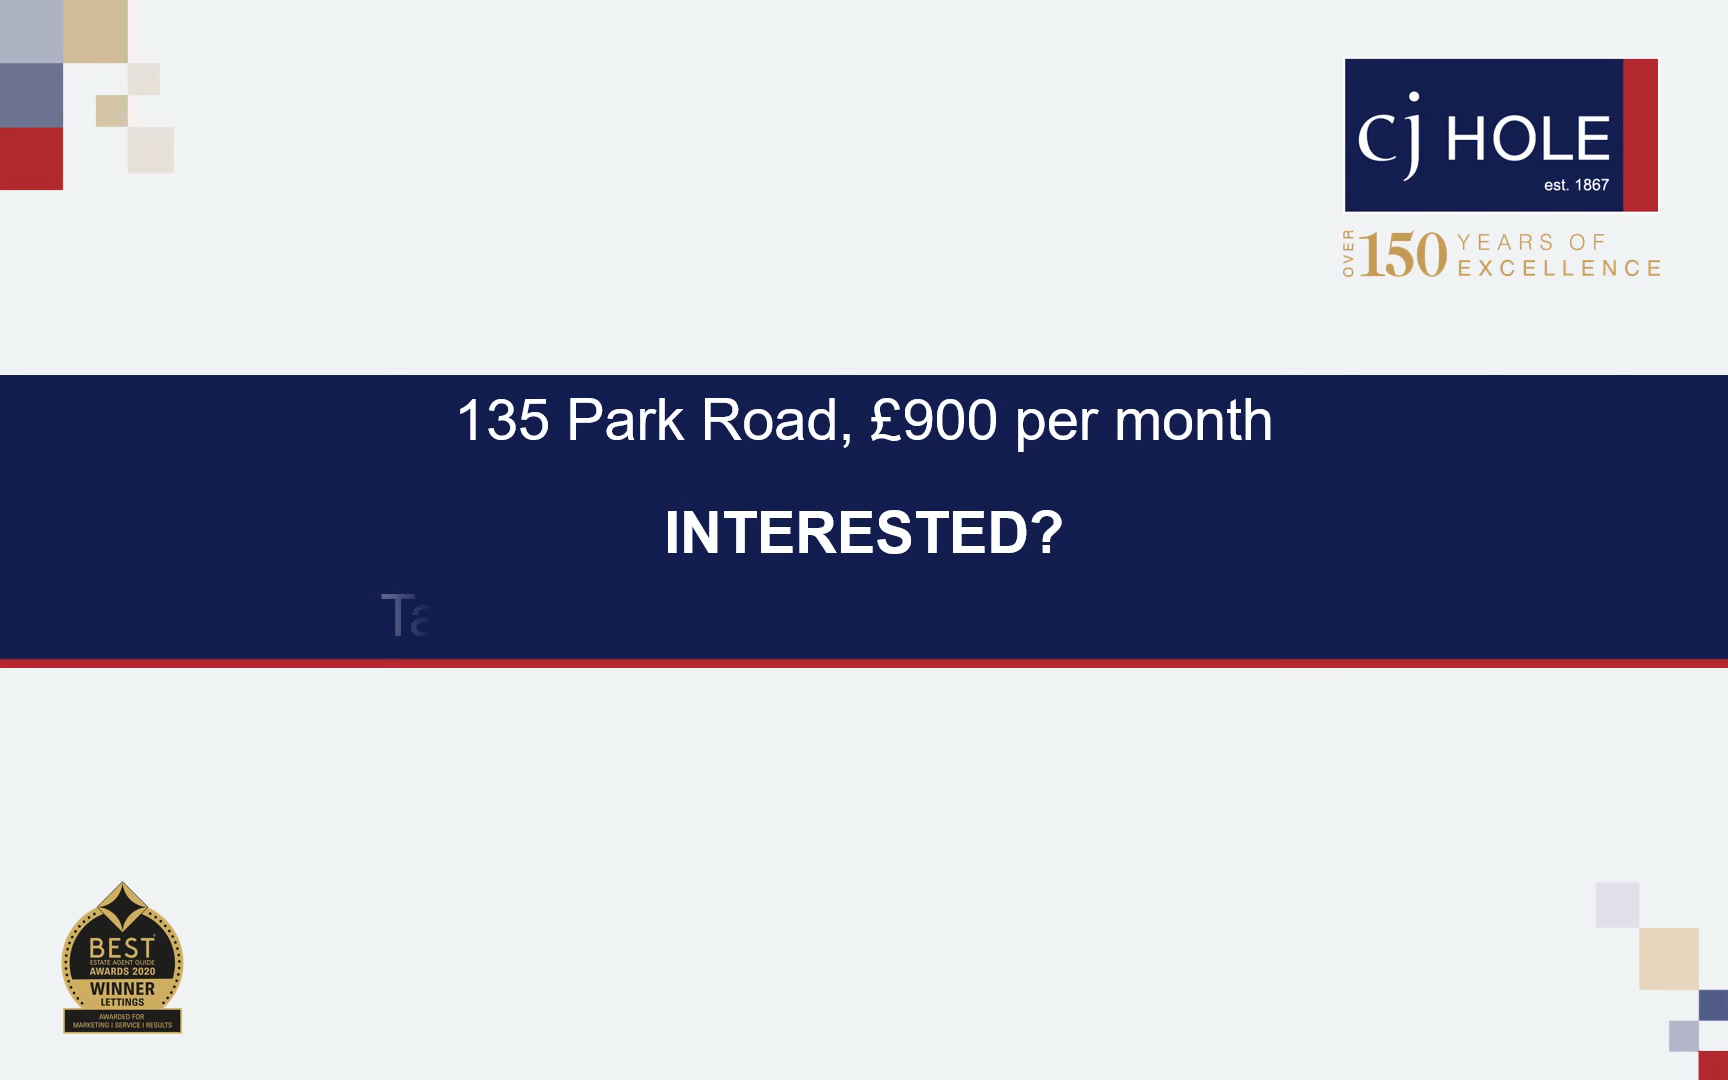 cj HOLE
est. 1867
OVER 150 YEARS OF
EXCELLENCE
135 Park Road, £900 per month
INTERESTED?
Ta
BEST
ESTATE AGENT GUIDE
AWARDS 2020
WINNER
LETTINGS
AWARDED FOR
MARKETING | SERVICE | RESULTS